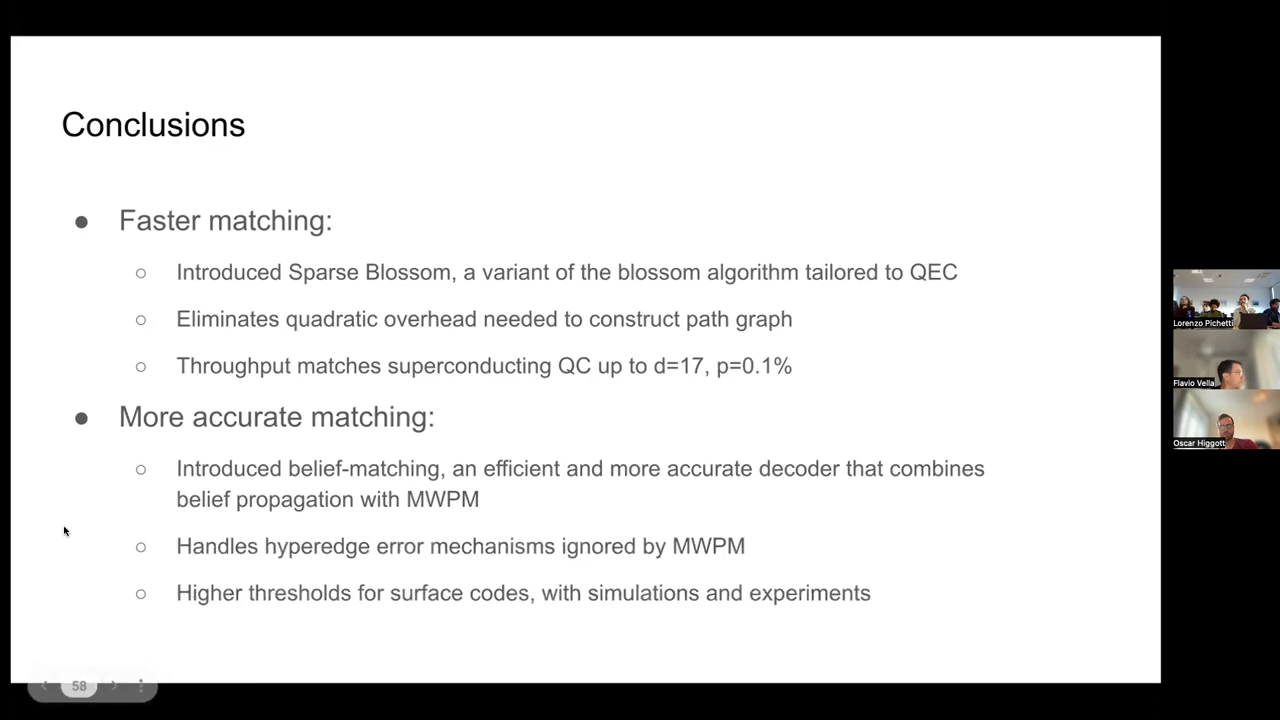 Conclusions
● Faster matching:
○ Introduced Sparse Blossom, a variant of the blossom algorithm tailored to QEC
○ Eliminates quadratic overhead needed to construct path graph
○ Throughput matches superconducting QC up to d=17, p=0.1%
● More accurate matching:
○ Introduced belief-matching, an efficient and more accurate decoder that combines
belief propagation with MWPM
○ Handles hyperedge error mechanisms ignored by MWPM
○ Higher thresholds for surface codes, with simulations and experiments
58
Lorenzo Pichetti
Flavio Vella
Oscar Higgott